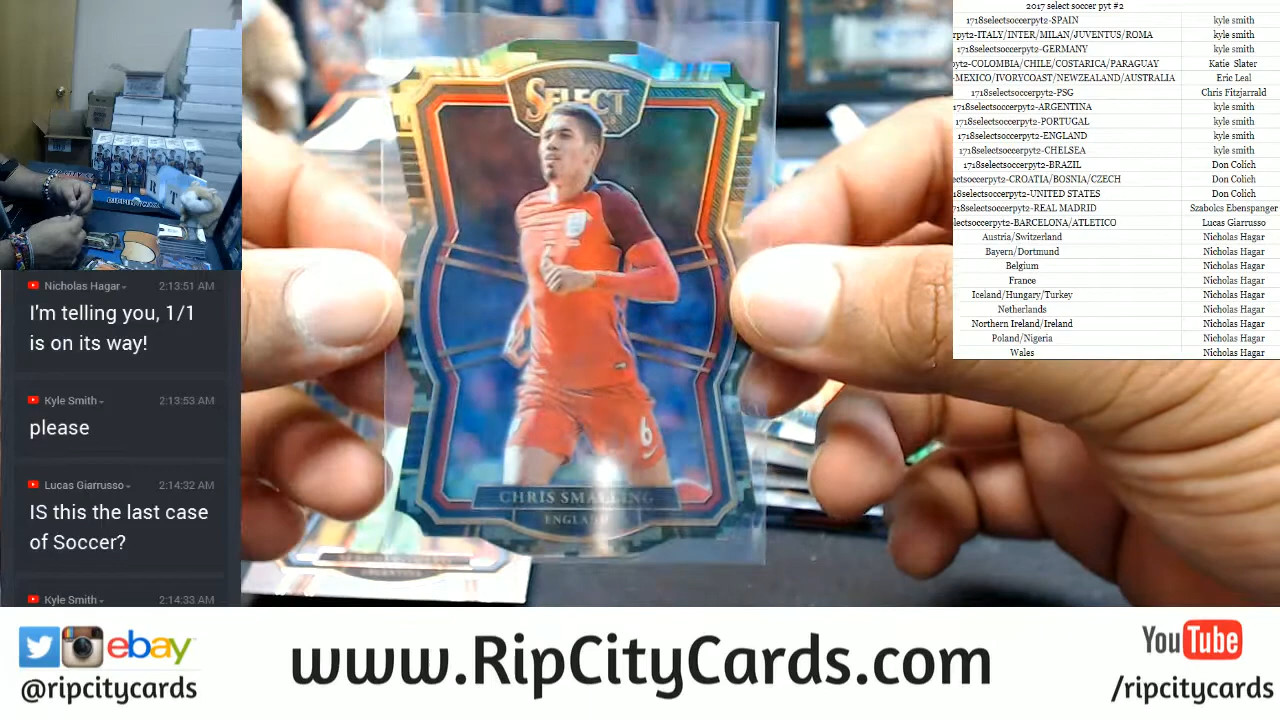 Nicholas Hagar
2:13:51 AM
I'm telling you, 1/1
is on its way!
Kyle Smith
2:13:53 AM
please
Lucas Giarrusso
2:14:32 AM
IS this the last case
of Soccer?
Kyle Smith
2:14:33 AM
SELECT
6
CHRIS SMALLING
ENGLAND
2017 select soccer pyt #2
1718selectsoccerpyt2-SPAIN kyle smith
rpyt2-ITALY/INTER/MILAN/JUVENTUS/ROMA kyle smith
1718selectsoccerpyt2-GERMANY kyle smith
pyt2-COLOMBIA/CHILE/COSTARICA/PARAGUAY Katie Slater
-MEXICO/IVORYCOAST/NEWZEALAND/AUSTRALIA Eric Leal
1718selectsoccerpyt2-PSG Chris Fitzjarrald
1718selectsoccerpyt2-ARGENTINA kyle smith
1718selectsoccerpyt2-PORTUGAL kyle smith
1718selectsoccerpyt2-ENGLAND kyle smith
1718selectsoccerpyt2-CHELSEA kyle smith
1718selectsoccerpyt2-BRAZIL Don Colich
ectsoccerpyt2-CROATIA/BOSNIA/CZECH Don Colich
18selectsoccerpyt2-UNITED STATES Don Colich
718selectsoccerpyt2-REAL MADRID Szabolcs Ebenspanger
lectsoccerpyt2-BARCELONA/ATLETICO Lucas Giarrusso
Austria/Switzerland Nicholas Hagar
Bayern/Dortmund Nicholas Hagar
Belgium Nicholas Hagar
France Nicholas Hagar
Iceland/Hungary/Turkey Nicholas Hagar
Netherlands Nicholas Hagar
Northern Ireland/Ireland Nicholas Hagar
Poland/Nigeria Nicholas Hagar
Wales Nicholas Hagar
ebay
@ripcitycards
www.RipCityCards.com
YouTube
/ripcitycards